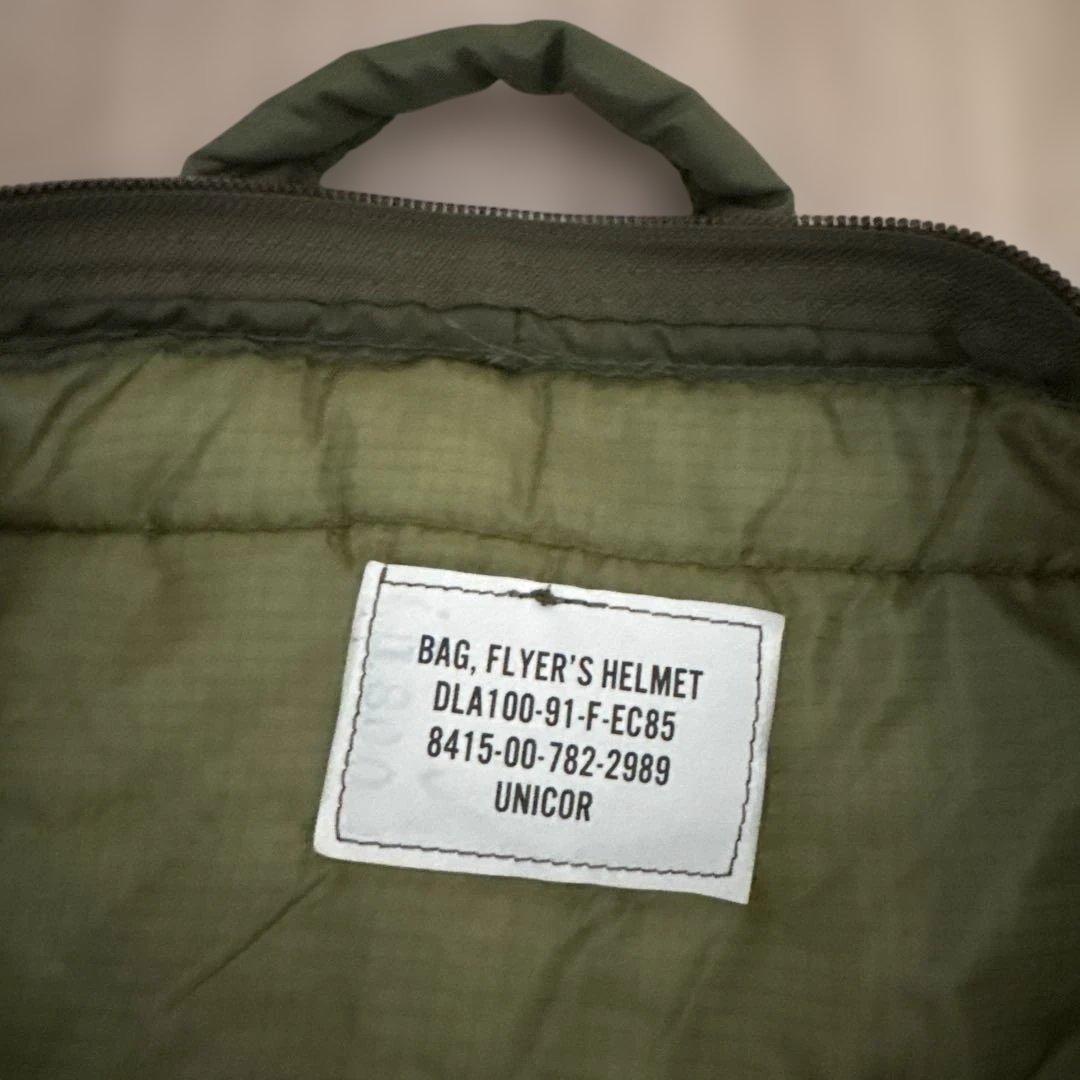 BAG, FLYER'S HELMET
DLA100-91-F-EC85
8415-00-782-2989
UNICOR